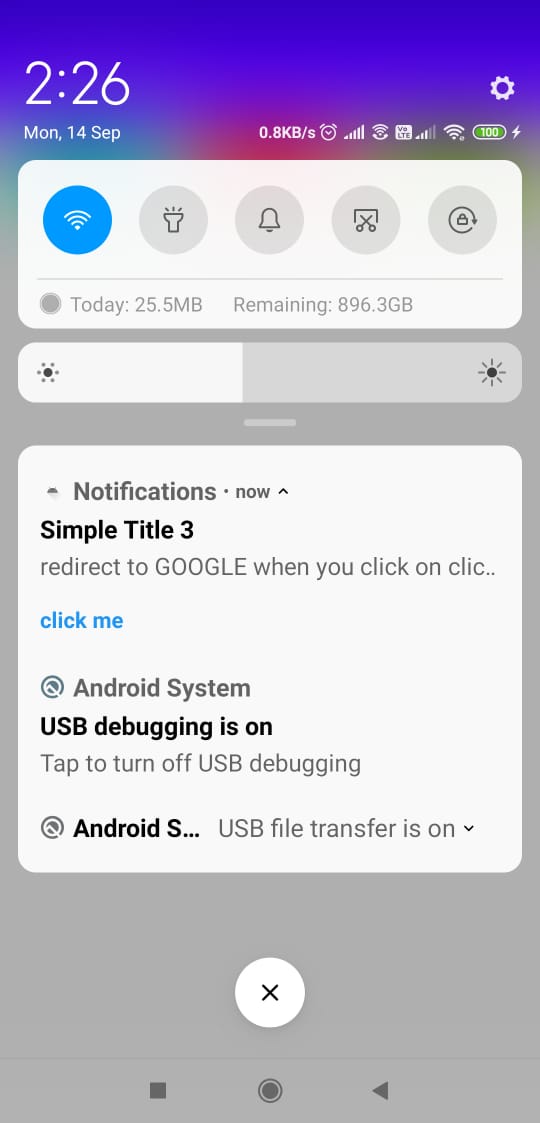 2:26
Mon, 14 Sep
0.8KB/s
Vo LTE
100
Today: 25.5MB Remaining: 896.3GB
Notifications · now
Simple Title 3
redirect to GOOGLE when you click on clic..
click me
Android System
USB debugging is on
Tap to turn off USB debugging
Android S... USB file transfer is on